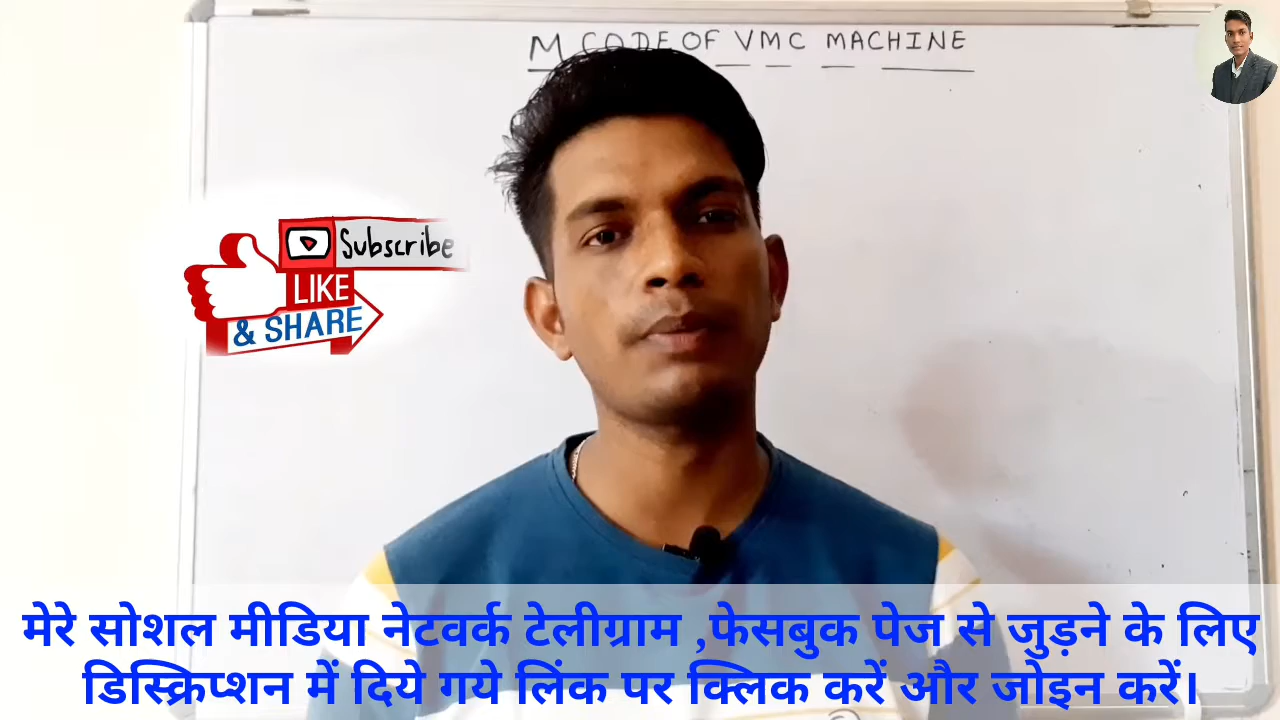 M CODE OF VMC MACHINE
Subscribe
LIKE
& SHARE
मेरे सोशल मीडिया नेटवर्क टेलीग्राम ,फेसबुक पेज से जुड़ने के लिए
डिस्क्रिप्शन में दिये गये लिंक पर क्लिक करें और जोइन करें।